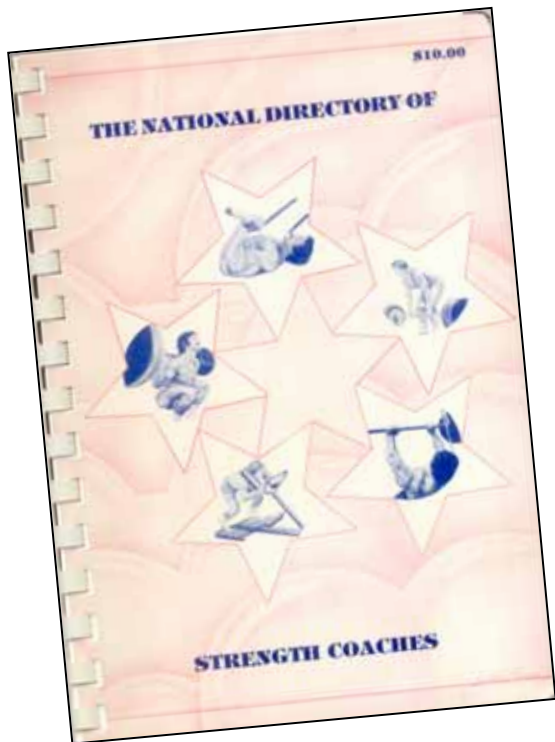 $10.00
THE NATIONAL DIRECTORY OF
STRENGTH COACHES